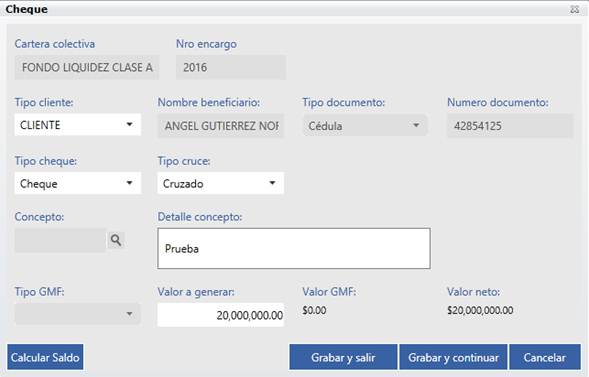 Cheque
Cartera colectiva Nro encargo
FONDO LIQUIDEZ CLASE A 2016
Tipo cliente: Nombre beneficiario: Tipo documento: Numero documento:
CLIENTE ANGEL GUTIERREZ NOF Cédula 42854125
Tipo cheque: Tipo cruce:
Cheque Cruzado
Concepto: Detalle concepto:
Prueba
Tipo GMF: Valor a generar: Valor GMF: Valor neto:
20,000,000.00 $0.00 $20,000,000.00
Calcular Saldo Grabar y salir Grabar y continuar Cancelar